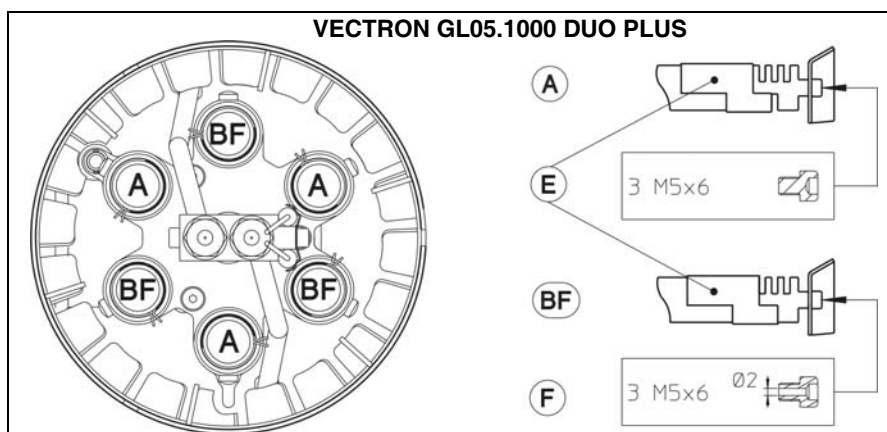 VECTRON GL05.1000 DUO PLUS
BF
A
A
BF
BF
A
A
E
3 M5x6
BF
F
3 M5x6 Ø2